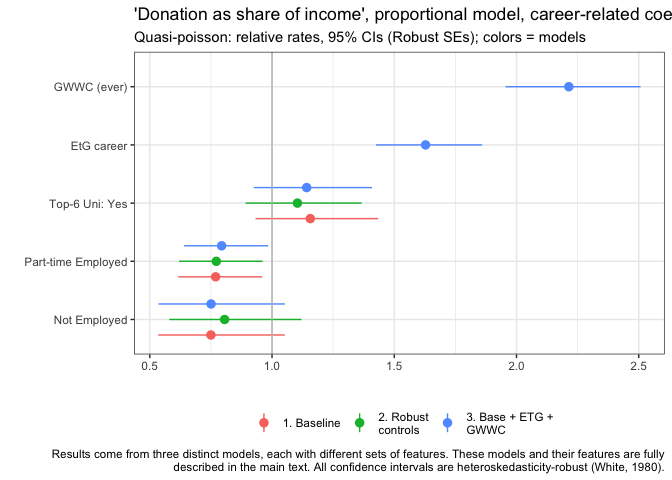 'Donation as share of income', proportional model, career-related coe
Quasi-poisson: relative rates, 95% CIs (Robust SEs); colors = models
GWWC (ever)
EtG career
Top-6 Uni: Yes
Part-time Employed
Not Employed
0.5 1.0 1.5 2.0 2.5
1. Baseline 2. Robust controls 3. Base + ETG + GWWC
Results come from three distinct models, each with different sets of features. These models and their features are fully
described in the main text. All confidence intervals are heteroskedasticity-robust (White, 1980).